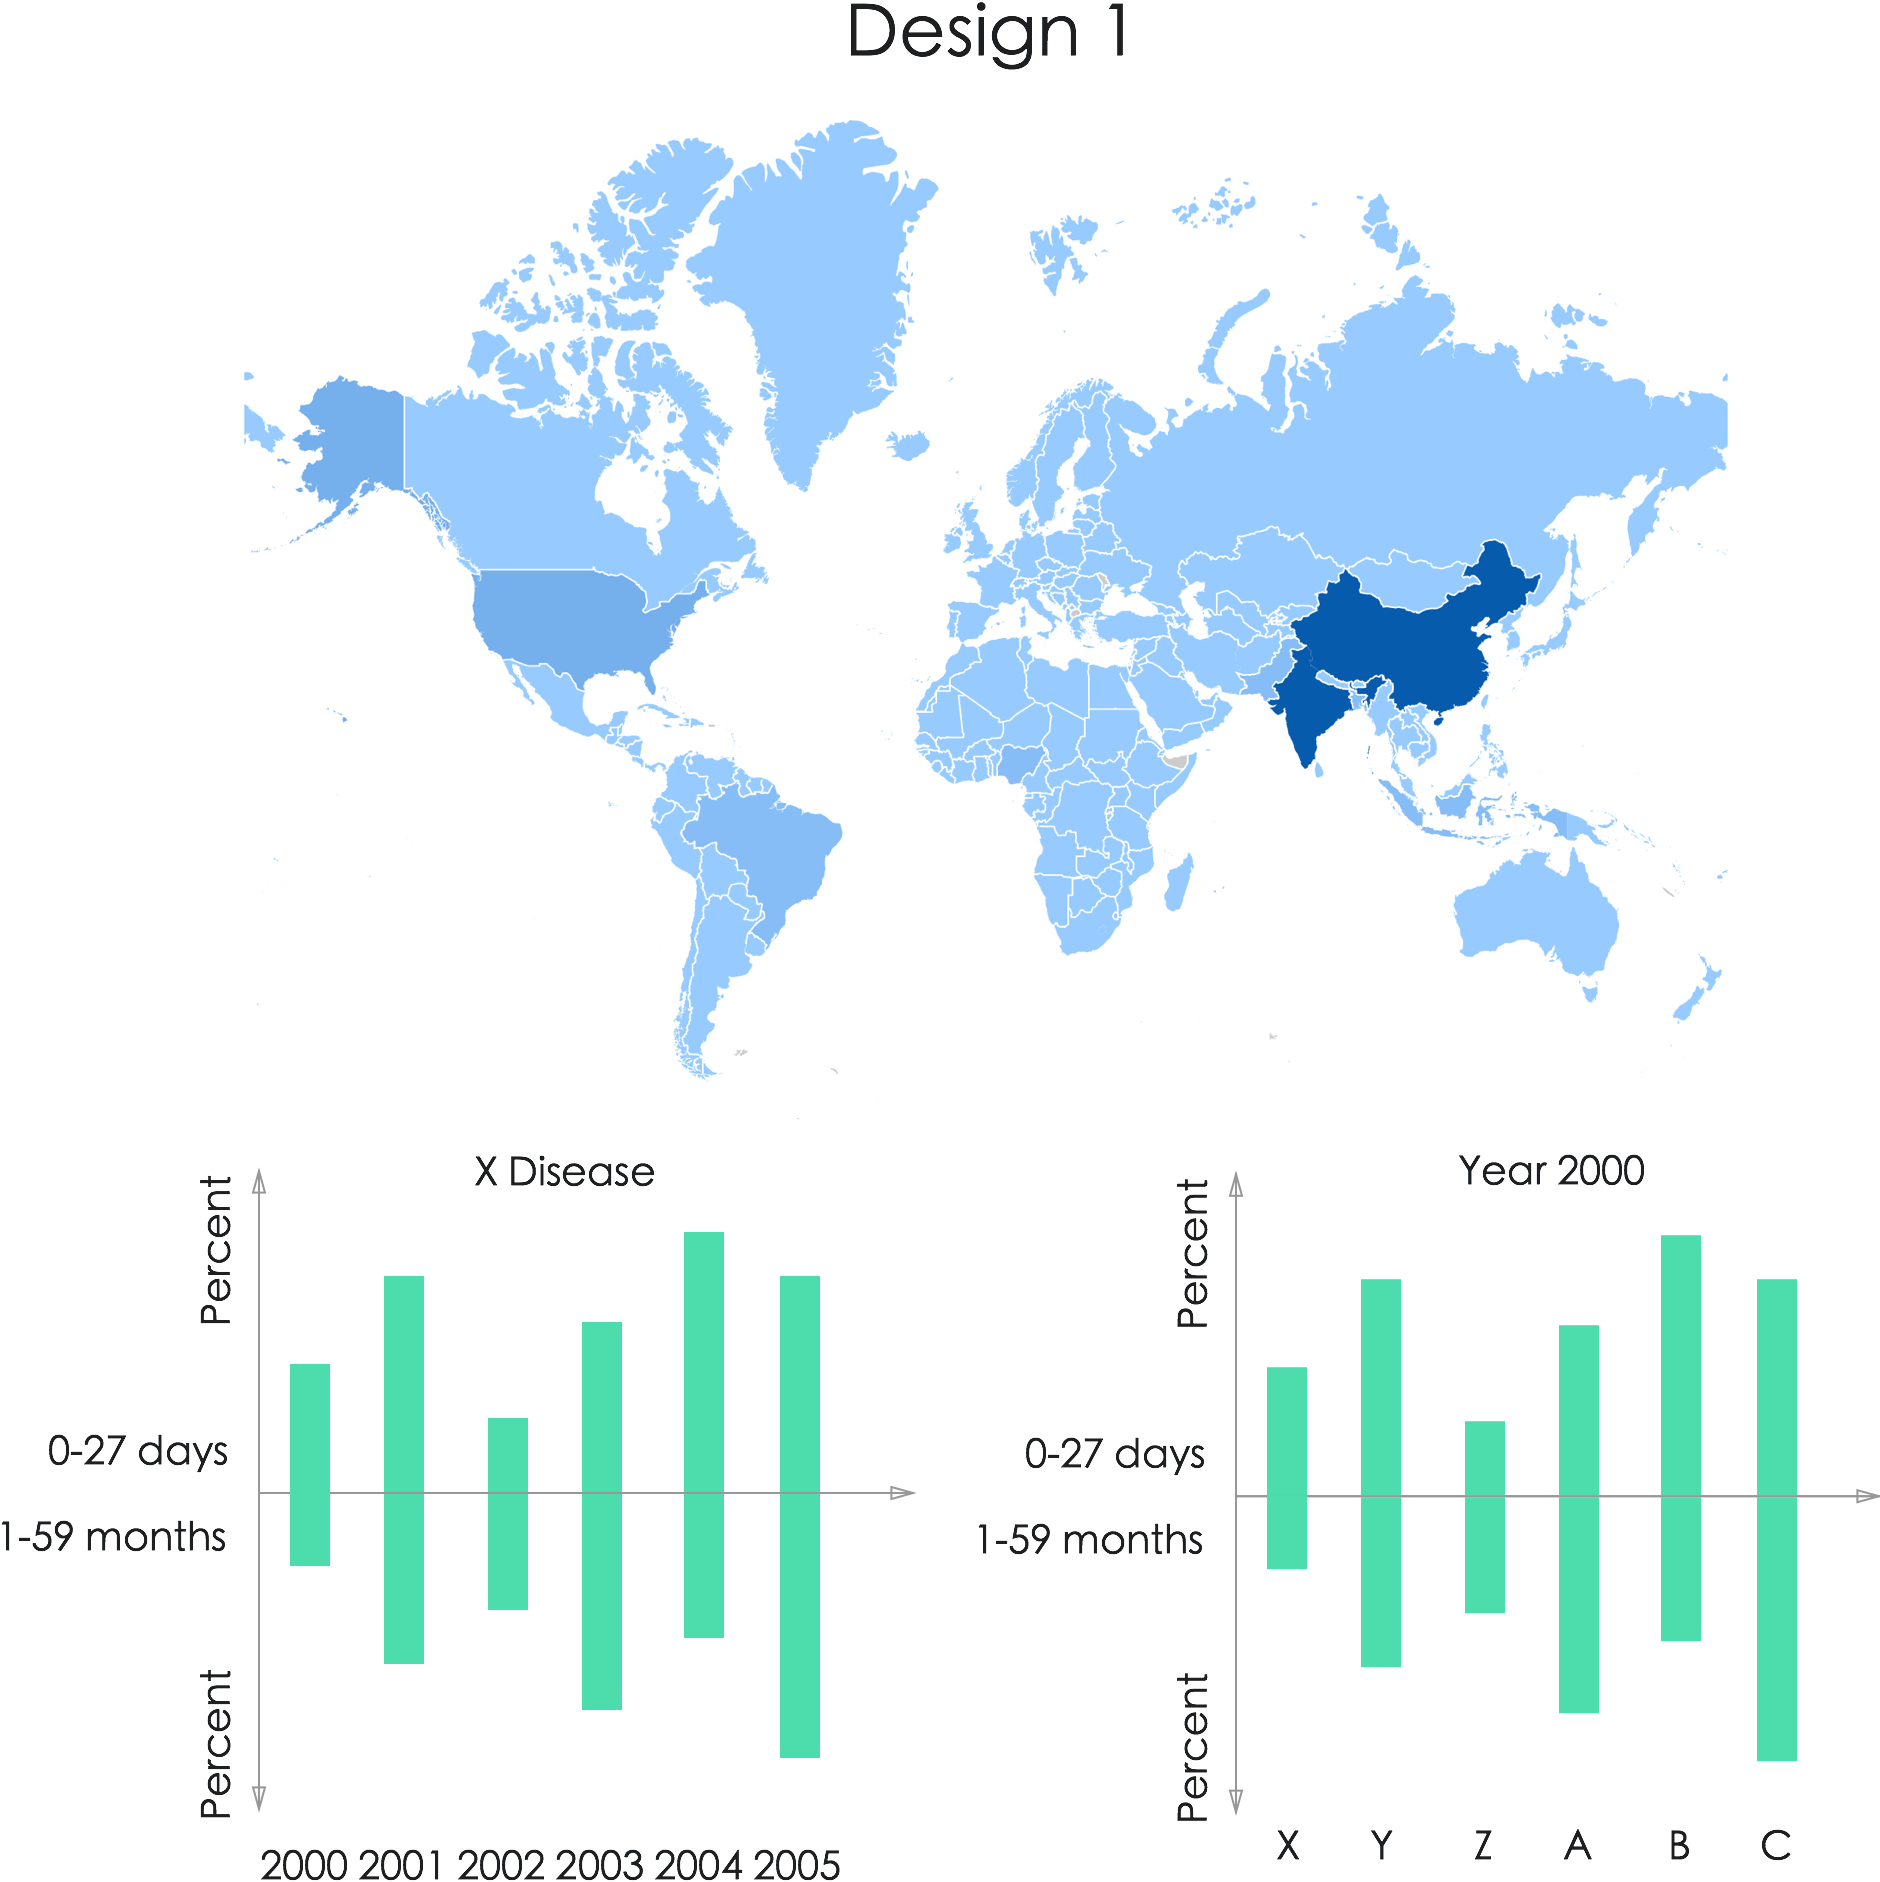 Design 1
X Disease
Percent
0-27 days
1-59 months
Percent
2000 2001 2002 2003 2004 2005
Year 2000
Percent
0-27 days
1-59 months
Percent
X Y Z A B C